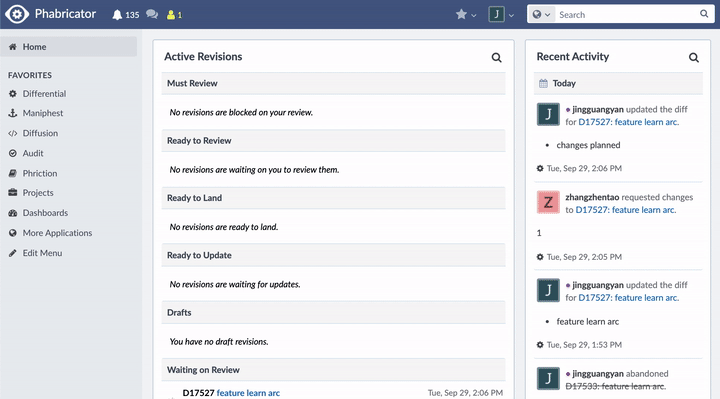 Phabricator
135
1
J
Search
Home
FAVORITES
Differential
Maniphest
Diffusion
Audit
Phriction
Projects
Dashboards
More Applications
Edit Menu
Active Revisions
Must Review
No revisions are blocked on your review.
Ready to Review
No revisions are waiting on you to review them.
Ready to Land
No revisions are ready to land.
Ready to Update
No revisions are waiting for updates.
Drafts
You have no draft revisions.
Waiting on Review
D17527 feature learn arc
Tue, Sep 29, 2:06 PM
Recent Activity
Today
J
jingguangyan updated the diff
for D17527: feature learn arc.
• changes planned
Tue, Sep 29, 2:06 PM
Z
zhangzhentao requested changes
to D17527: feature learn arc.
1
Tue, Sep 29, 2:05 PM
J
jingguangyan updated the diff
for D17527: feature learn arc.
• feature learn arc
Tue, Sep 29, 1:53 PM
J
jingguangyan abandoned
D17533: feature learn arc.